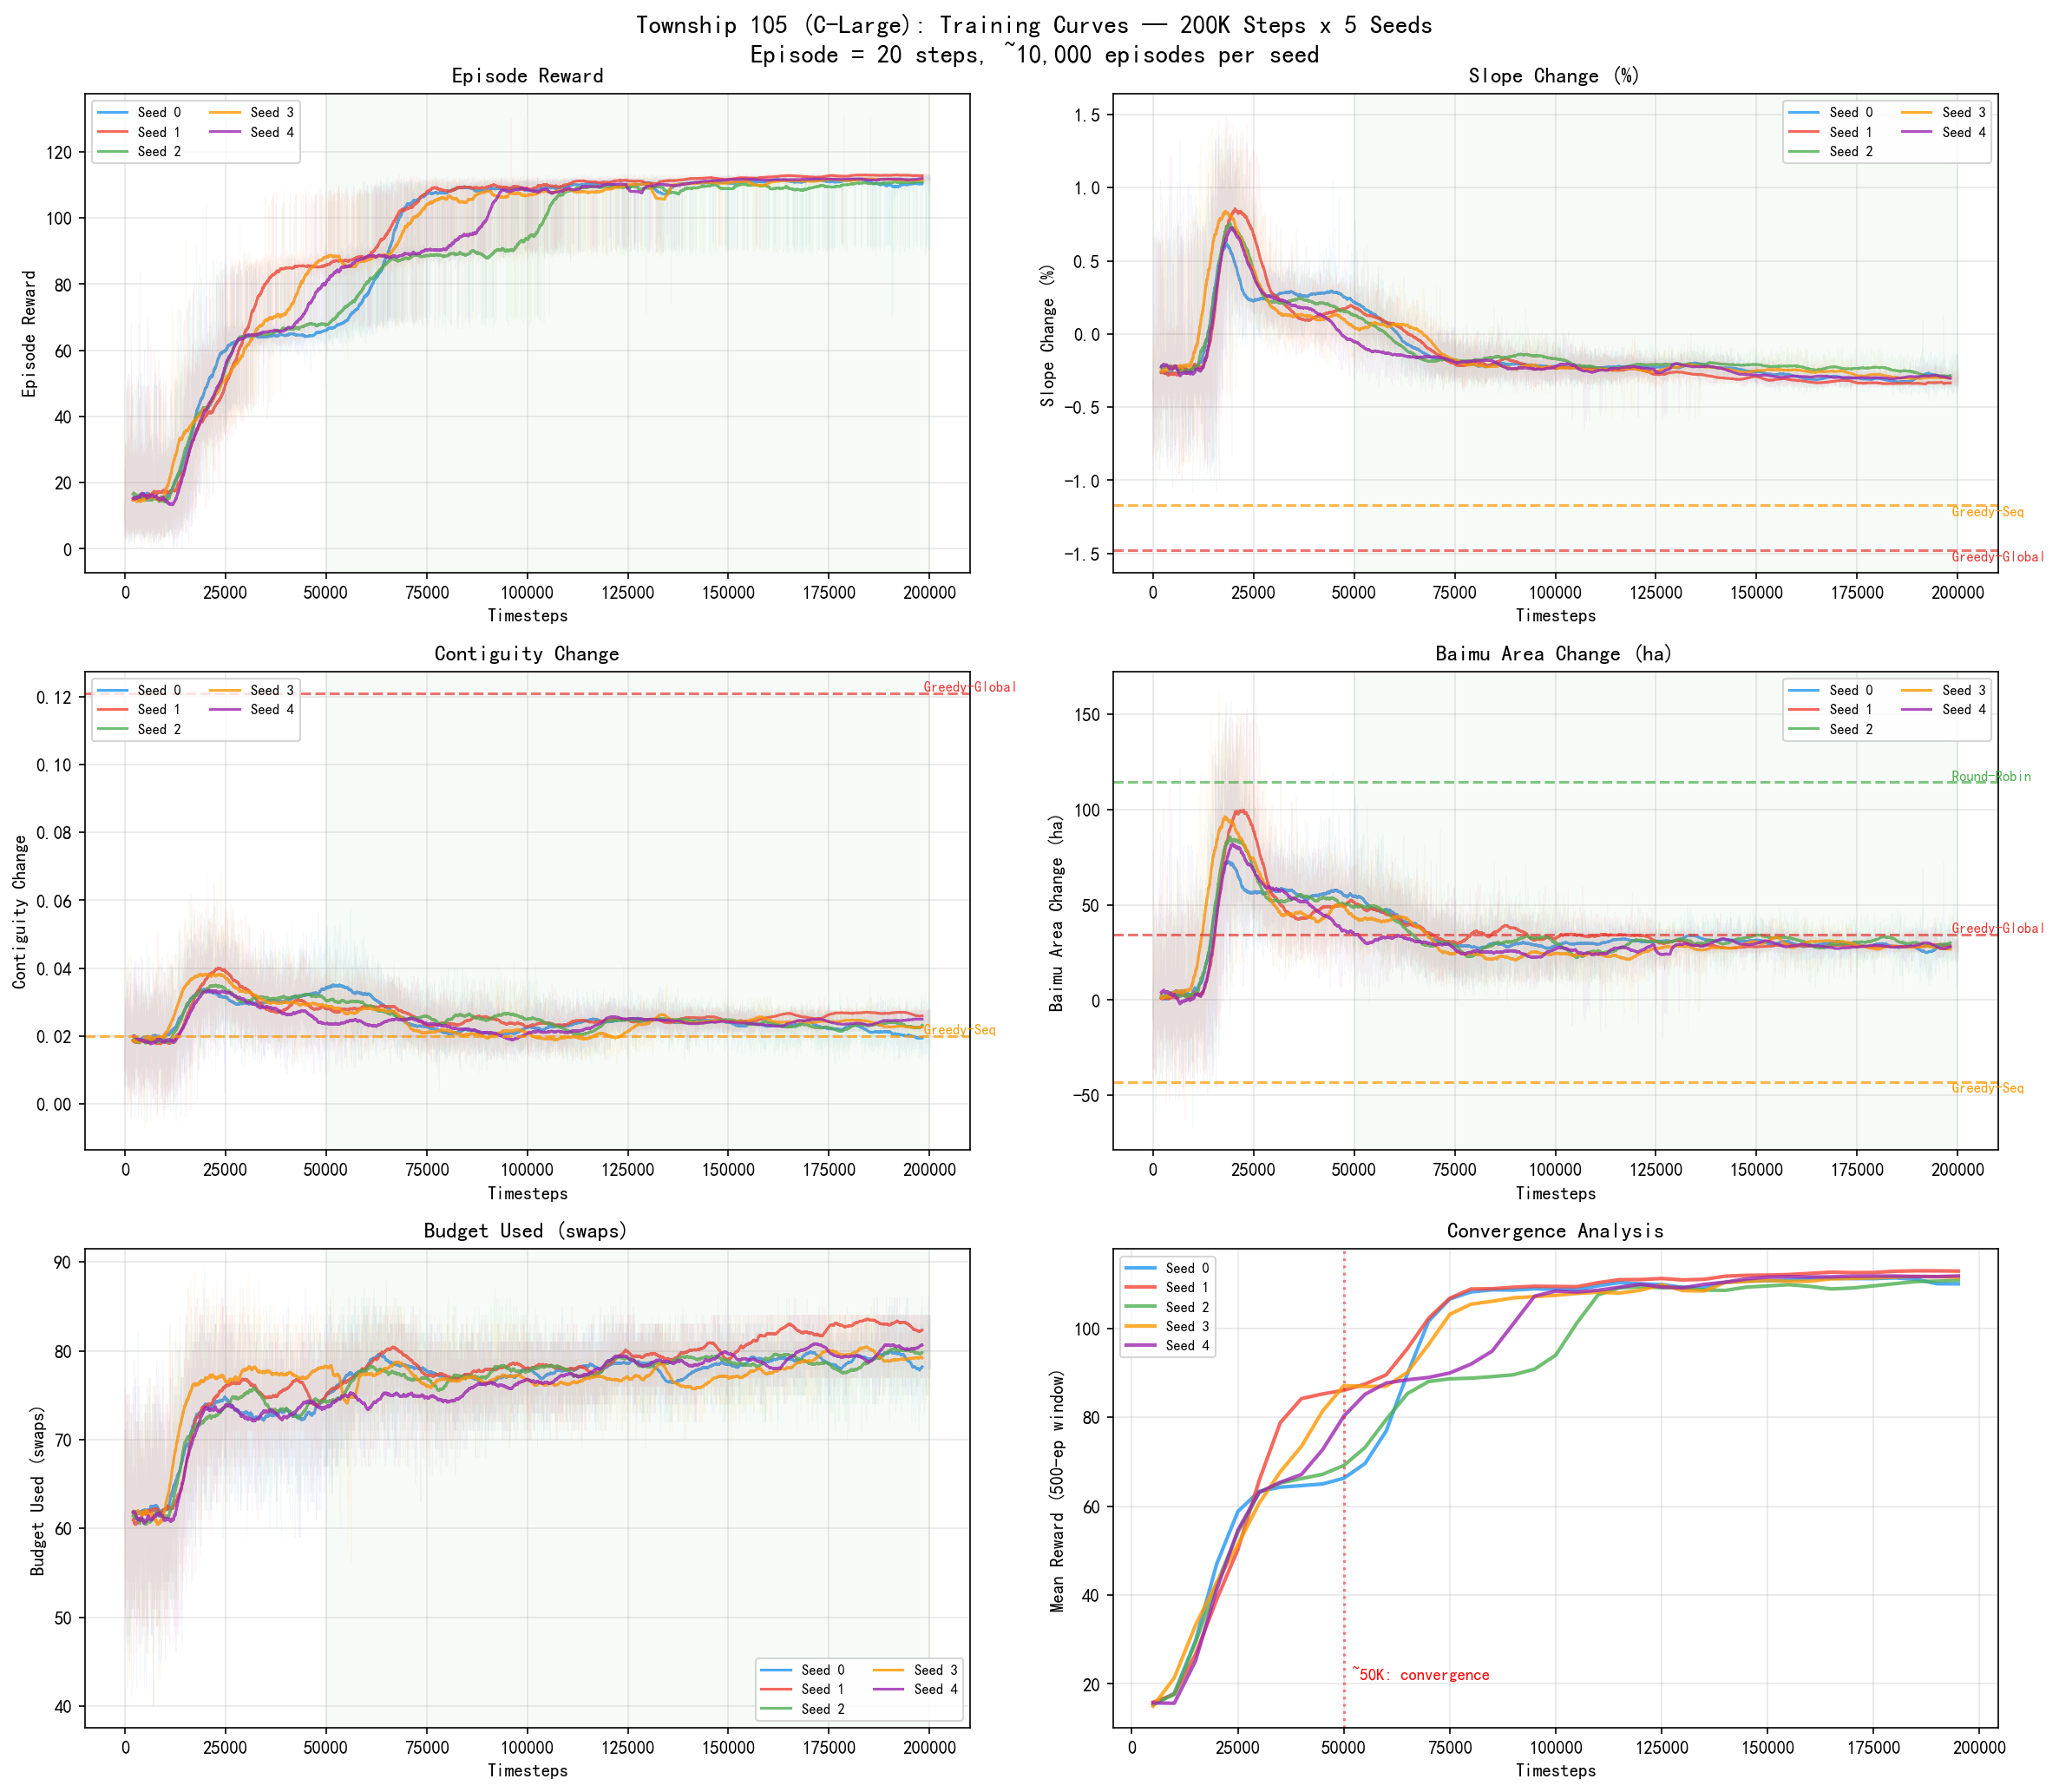 Township 105 (C-Large): Training Curves — 200K Steps x 5 Seeds
Episode = 20 steps, ~10,000 episodes per seed
Episode Reward
Seed 0
Seed 1
Seed 2
Seed 3
Seed 4
Episode Reward
120
100
80
60
40
20
0
0 25000 50000 75000 100000 125000 150000 175000 200000
Timesteps
Slope Change (%)
Seed 0
Seed 1
Seed 2
Seed 3
Seed 4
Slope Change (%)
1.5
1.0
0.5
0.0
-0.5
-1.0
-1.5
Greedy-Seq
Greedy-Global
0 25000 50000 75000 100000 125000 150000 175000 200000
Timesteps
Contiguity Change
Seed 0
Seed 1
Seed 2
Seed 3
Seed 4
Greedy-Global
Contiguity Change
0.12
0.10
0.08
0.06
0.04
0.02
0.00
Greedy-Seq
0 25000 50000 75000 100000 125000 150000 175000 200000
Timesteps
Baimu Area Change (ha)
Seed 0
Seed 1
Seed 2
Seed 3
Seed 4
Baimu Area Change (ha)
150
100
50
0
-50
Round-Robin
Greedy-Global
Greedy-Seq
0 25000 50000 75000 100000 125000 150000 175000 200000
Timesteps
Budget Used (swaps)
Budget Used (swaps)
90
80
70
60
50
40
Seed 0
Seed 1
Seed 2
Seed 3
Seed 4
0 25000 50000 75000 100000 125000 150000 175000 200000
Timesteps
Convergence Analysis
Seed 0
Seed 1
Seed 2
Seed 3
Seed 4
Mean Reward (500-ep window)
100
80
60
40
20
~50K: convergence
0 25000 50000 75000 100000 125000 150000 175000 200000
Timesteps